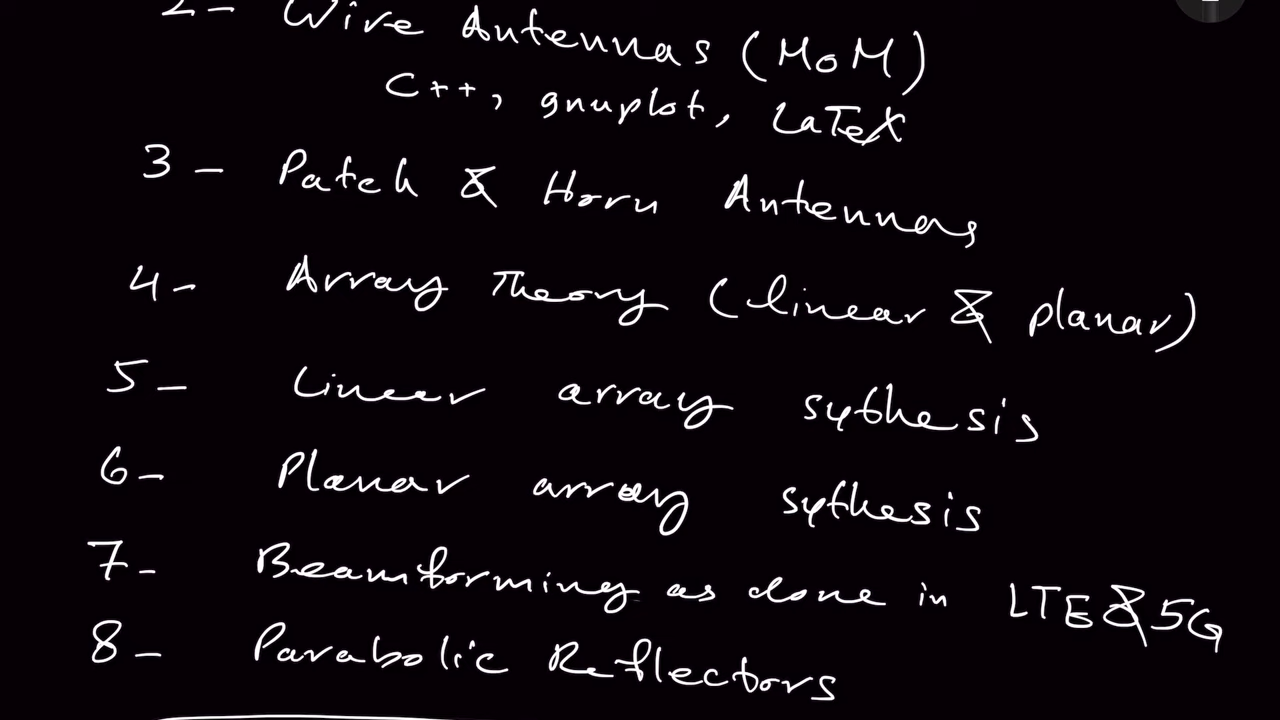 2- Wire Antennas (MoM)
C++, gnuplot, LaTeX
3- Patch & Horn Antennas
4- Array Theory (linear & planar)
5- Linear array sythesis
6- Planar array sythesis
7- Beamforming as done in LTE & 5G
8- Parabolic Reflectors